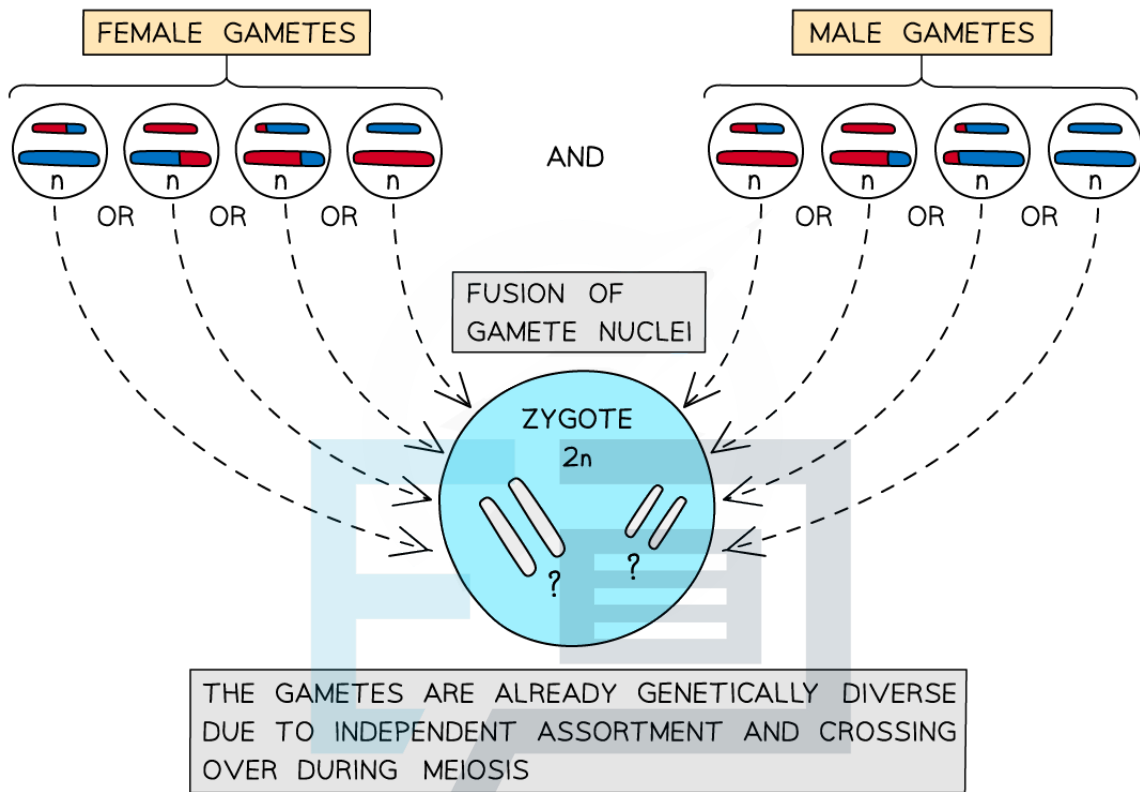 FEMALE GAMETES
MALE GAMETES
n
n
n
n
AND
n
n
n
n
OR
OR
OR
OR
OR
OR
FUSION OF
GAMETE NUCLEI
ZYGOTE
2n
?
?
THE GAMETES ARE ALREADY GENETICALLY DIVERSE
DUE TO INDEPENDENT ASSORTMENT AND CROSSING
OVER DURING MEIOSIS